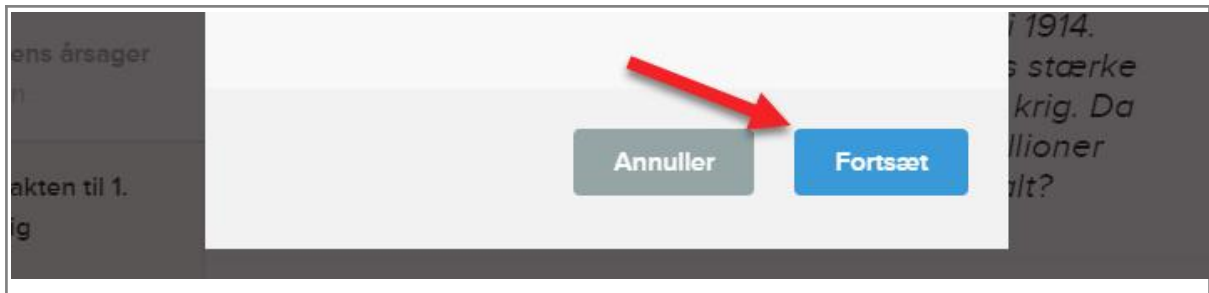 ens årsager
n
akten til 1.
ig
Annuller
Fortsæt
i 1914.
s stærke
krig. Da
llioner
alt?